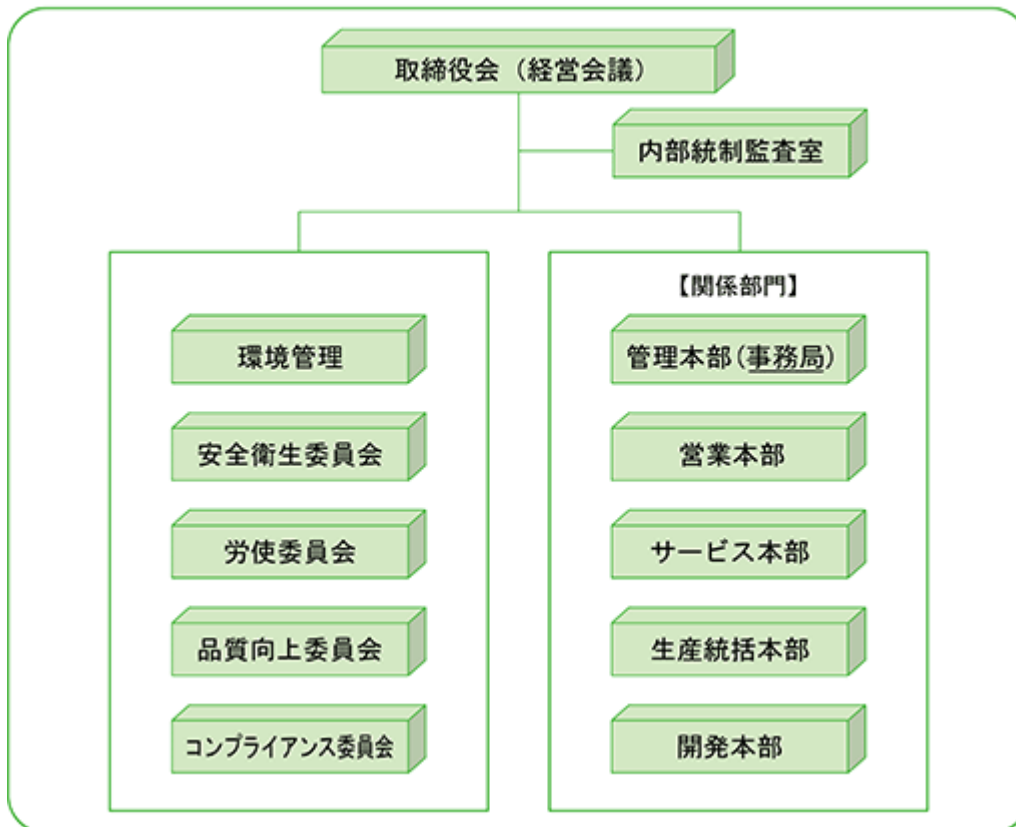 取締役会（経営会議）
内部統制監査室
環境管理
安全衛生委員会
労使委員会
品質向上委員会
コンプライアンス委員会
【関係部門】
管理本部（事務局）
営業本部
サービス本部
生産統括本部
開発本部